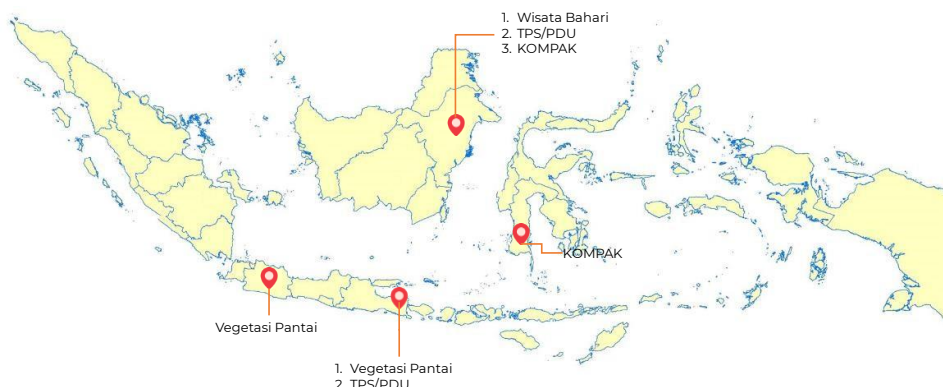 1. Wisata Bahari
2. TPS/PDU
3. KOMPAK
KOMPAK
Vegetasi Pantai
1. Vegetasi Pantai
2. TPS/PDU